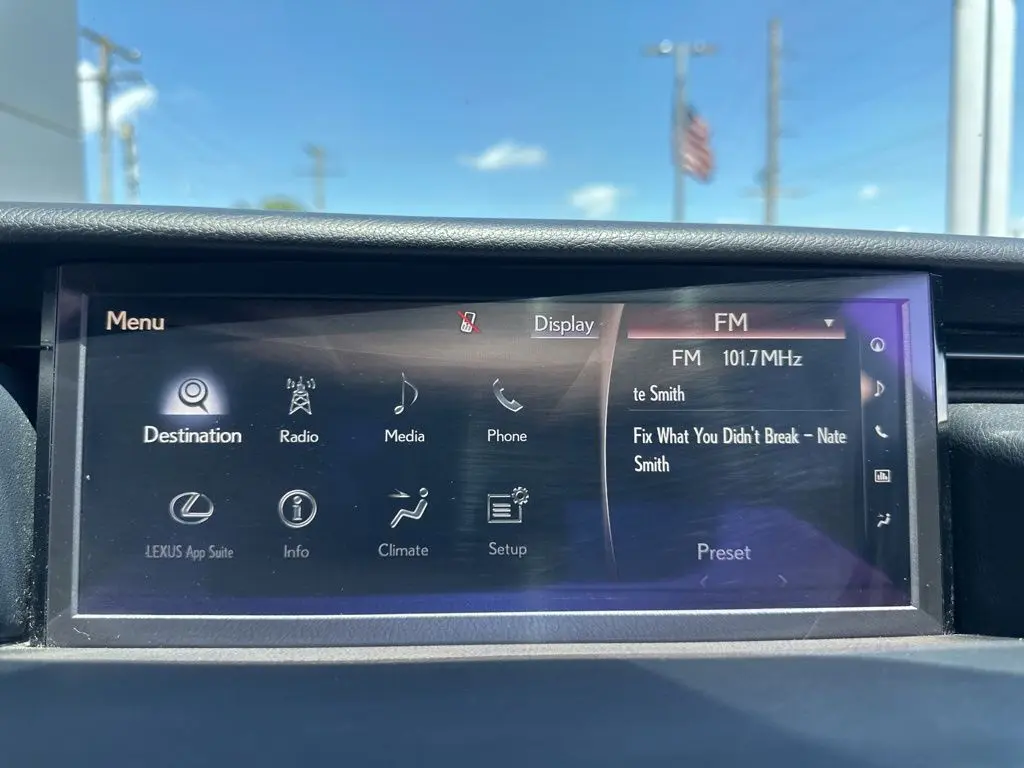 Menu
Display
FM
FM 101.7MHz
te Smith
Fix What You Didn't Break – Nate
Smith
Destination
Radio
Media
Phone
LEXUS App Suite
Info
Climate
Setup
Preset